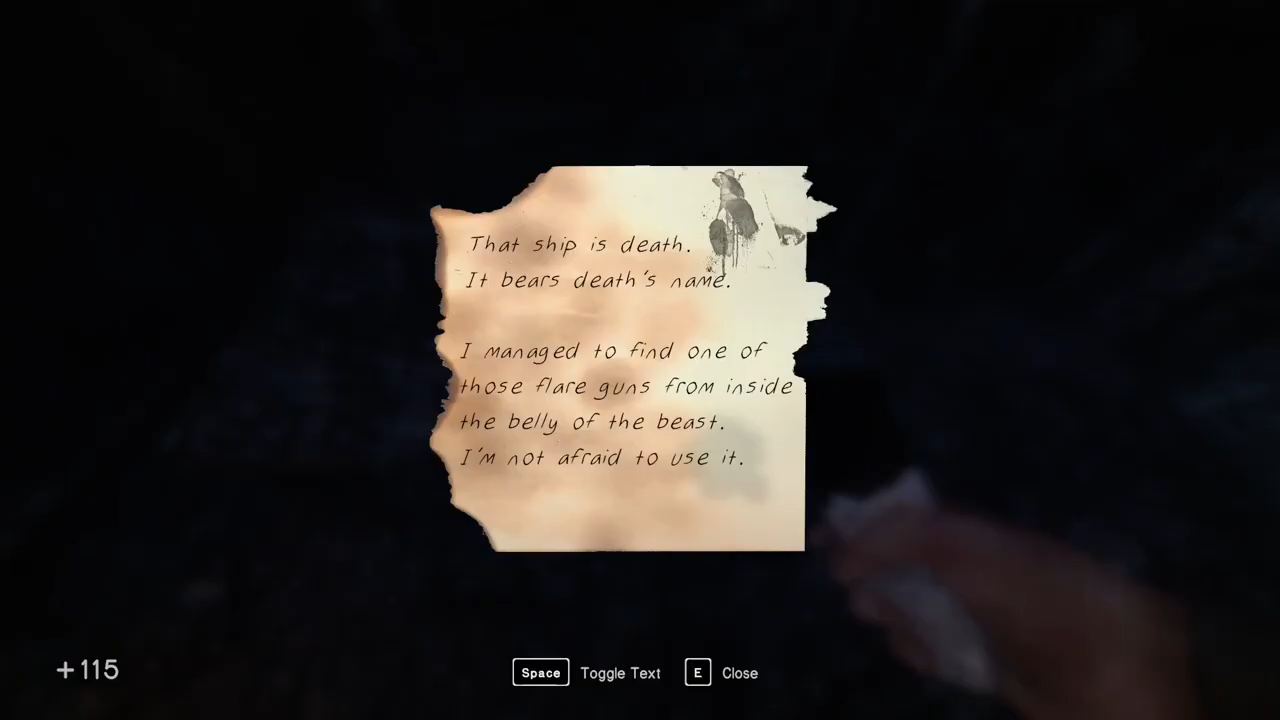 That ship is death.
It bears death's name.
I managed to find one of
those flare guns from inside
the belly of the beast.
I'm not afraid to use it.
+115
Space Toggle Text E Close